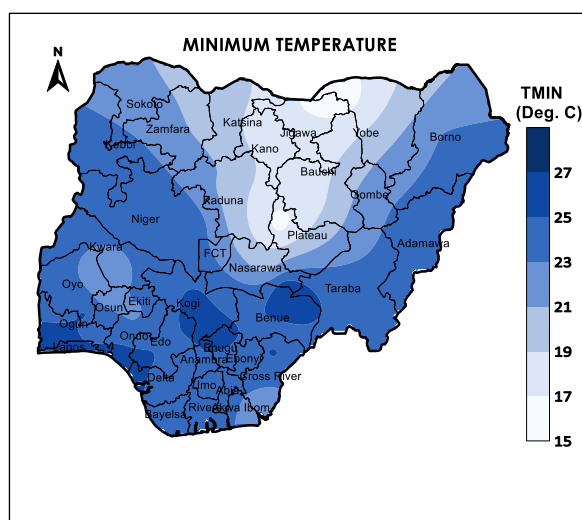 MINIMUM TEMPERATURE
N
TMIN
(Deg. C)
Sokoto
Zamfara
Katsina
Jigawa
Yobe
Borno
Kebbi
Kano
Bauchi
Gombe
Kaduna
Niger
Plateau
Adamawa
Kwara
FCT
Nasarawa
Taraba
Oyo
Osun
Ekiti
Kogi
Benue
Ogun
Ondo
Edo
Enugu
Lagos
Anambra
Ebonyi
Delta
Imo
Abia
Cross River
Bayelsa
Rivers
Akwa Ibom
27
25
23
21
19
17
15